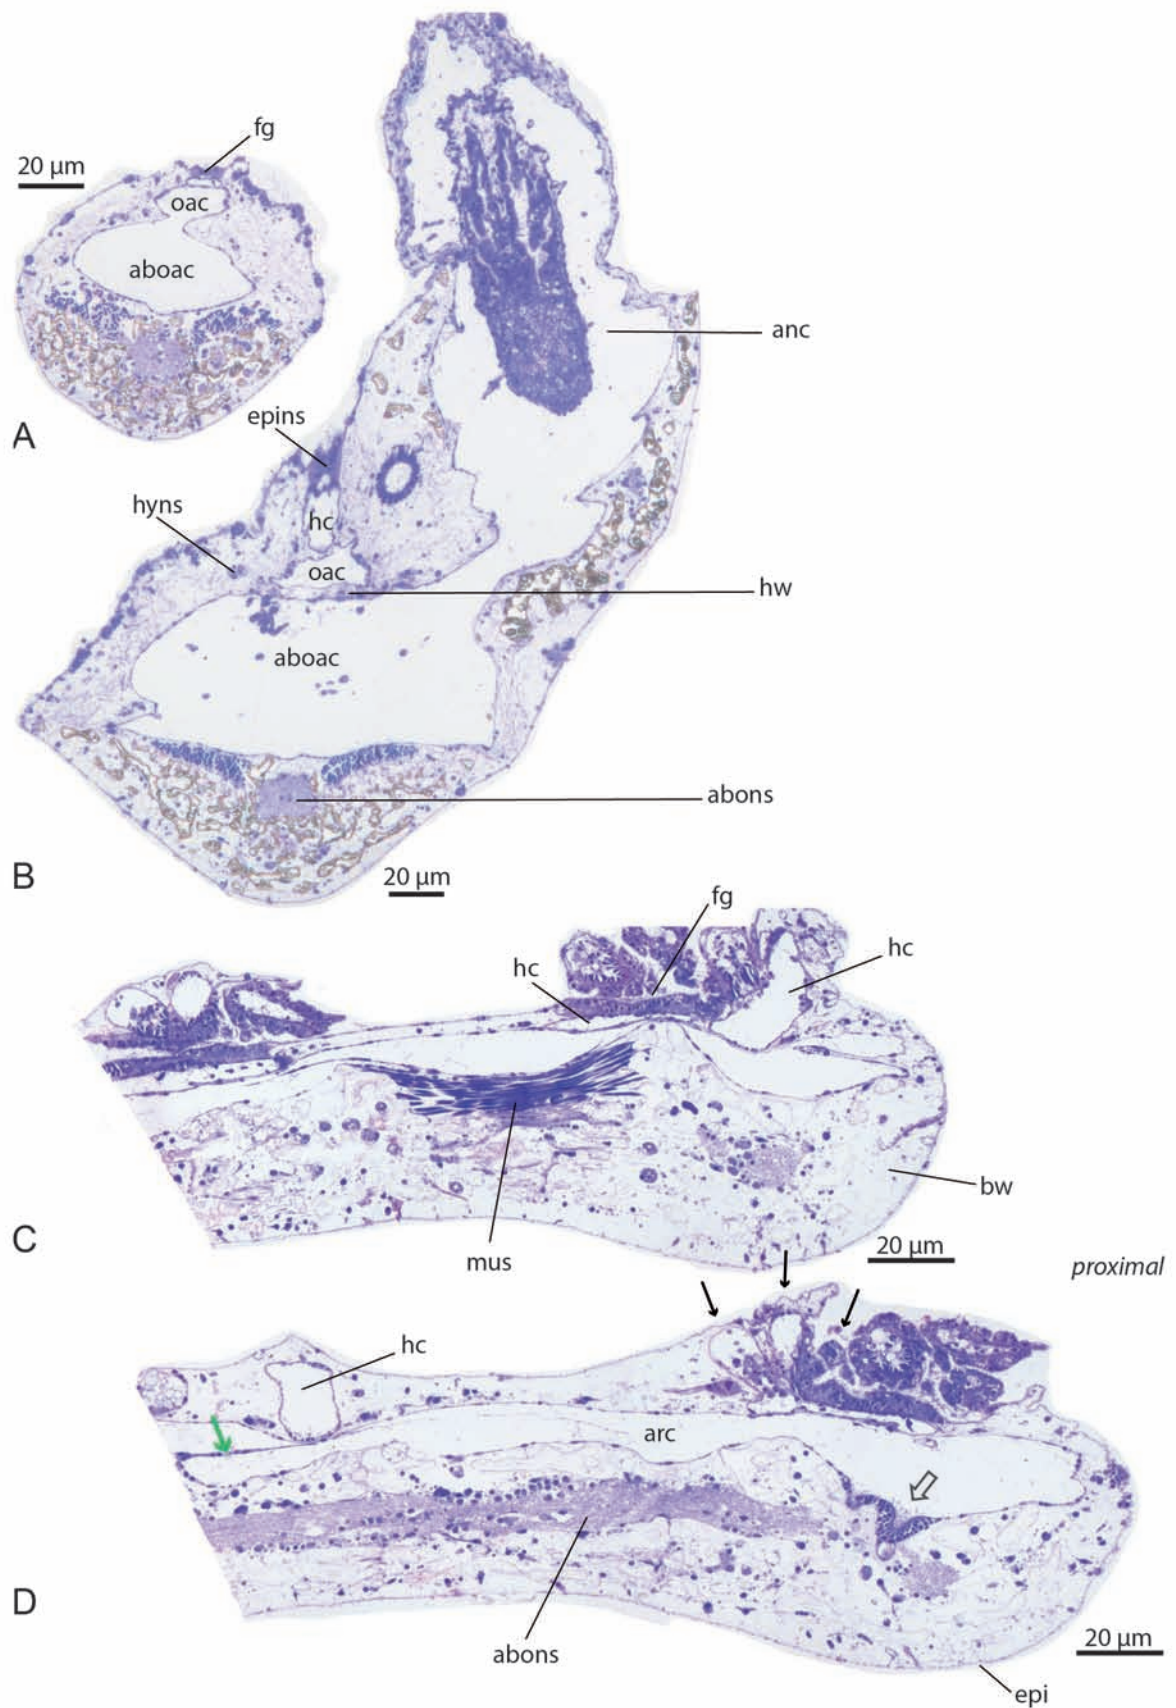 fg
20 µm
oac
aboac
anc
A
epins
hyns
hc
oac
hw
aboac
abons
B
20 µm
fg
hc
hc
bw
C
mus
20 µm
proximal
hc
arc
D
abons
20 µm
epi